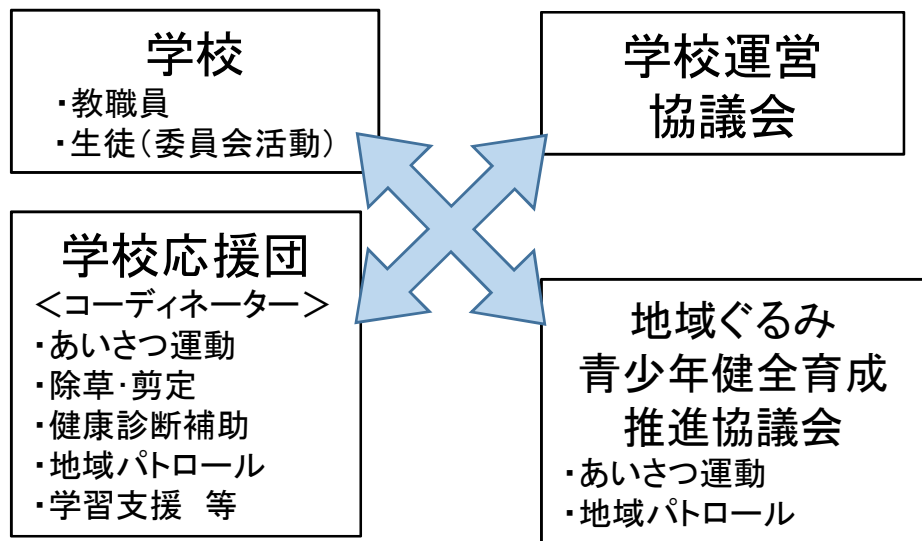 学校
・教職員
・生徒(委員会活動)
学校運営
協議会
学校応援団
<コーディネーター>
・あいさつ運動
・除草・剪定
・健康診断補助
・地域パトロール
・学習支援 等
地域ぐるみ
青少年健全育成
推進協議会
・あいさつ運動
・地域パトロール